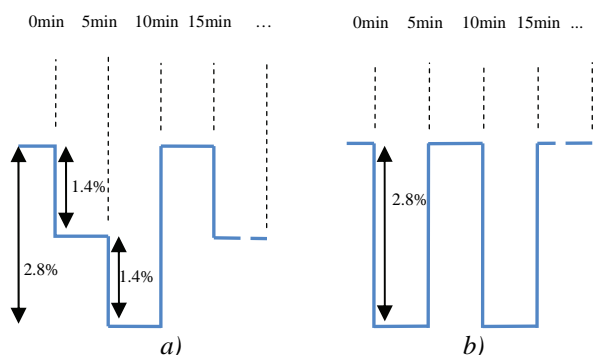 0min 5min 10min 15min …
0min 5min 10min 15min ...
1.4%
2.8%
2.8%
1.4%
a)
b)